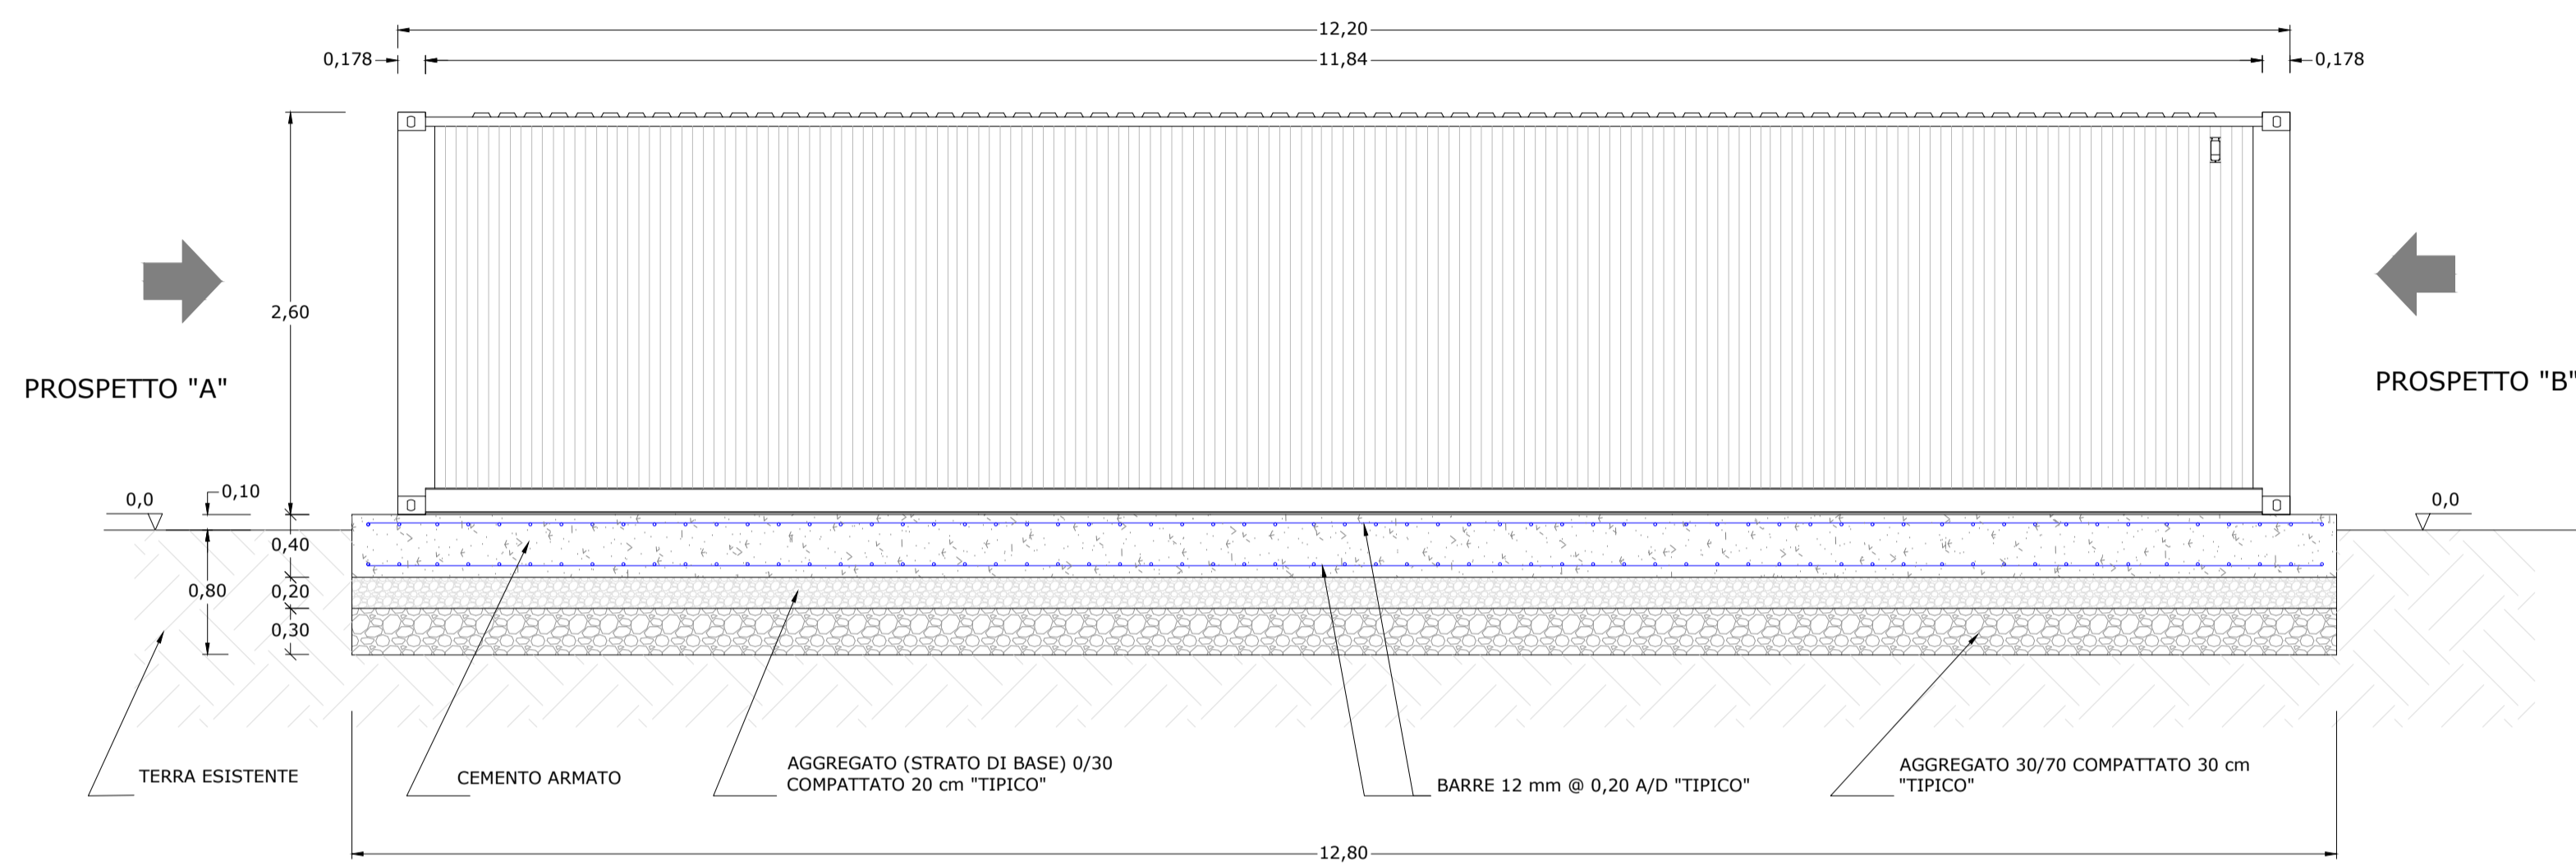 12,20
0,178
11,84
0,178
2,60
PROSPETTO "A"
PROSPETTO "B"
0,0
0,10
0,0
0,40
0,80
0,20
0,30
TERRA ESISTENTE
CEMENTO ARMATO
AGGREGATO (STRATO DI BASE) 0/30
COMPATTATO 20 cm "TIPICO"
BARRE 12 mm @ 0,20 A/D "TIPICO"
AGGREGATO 30/70 COMPATTATO 30 cm
"TIPICO"
12,80